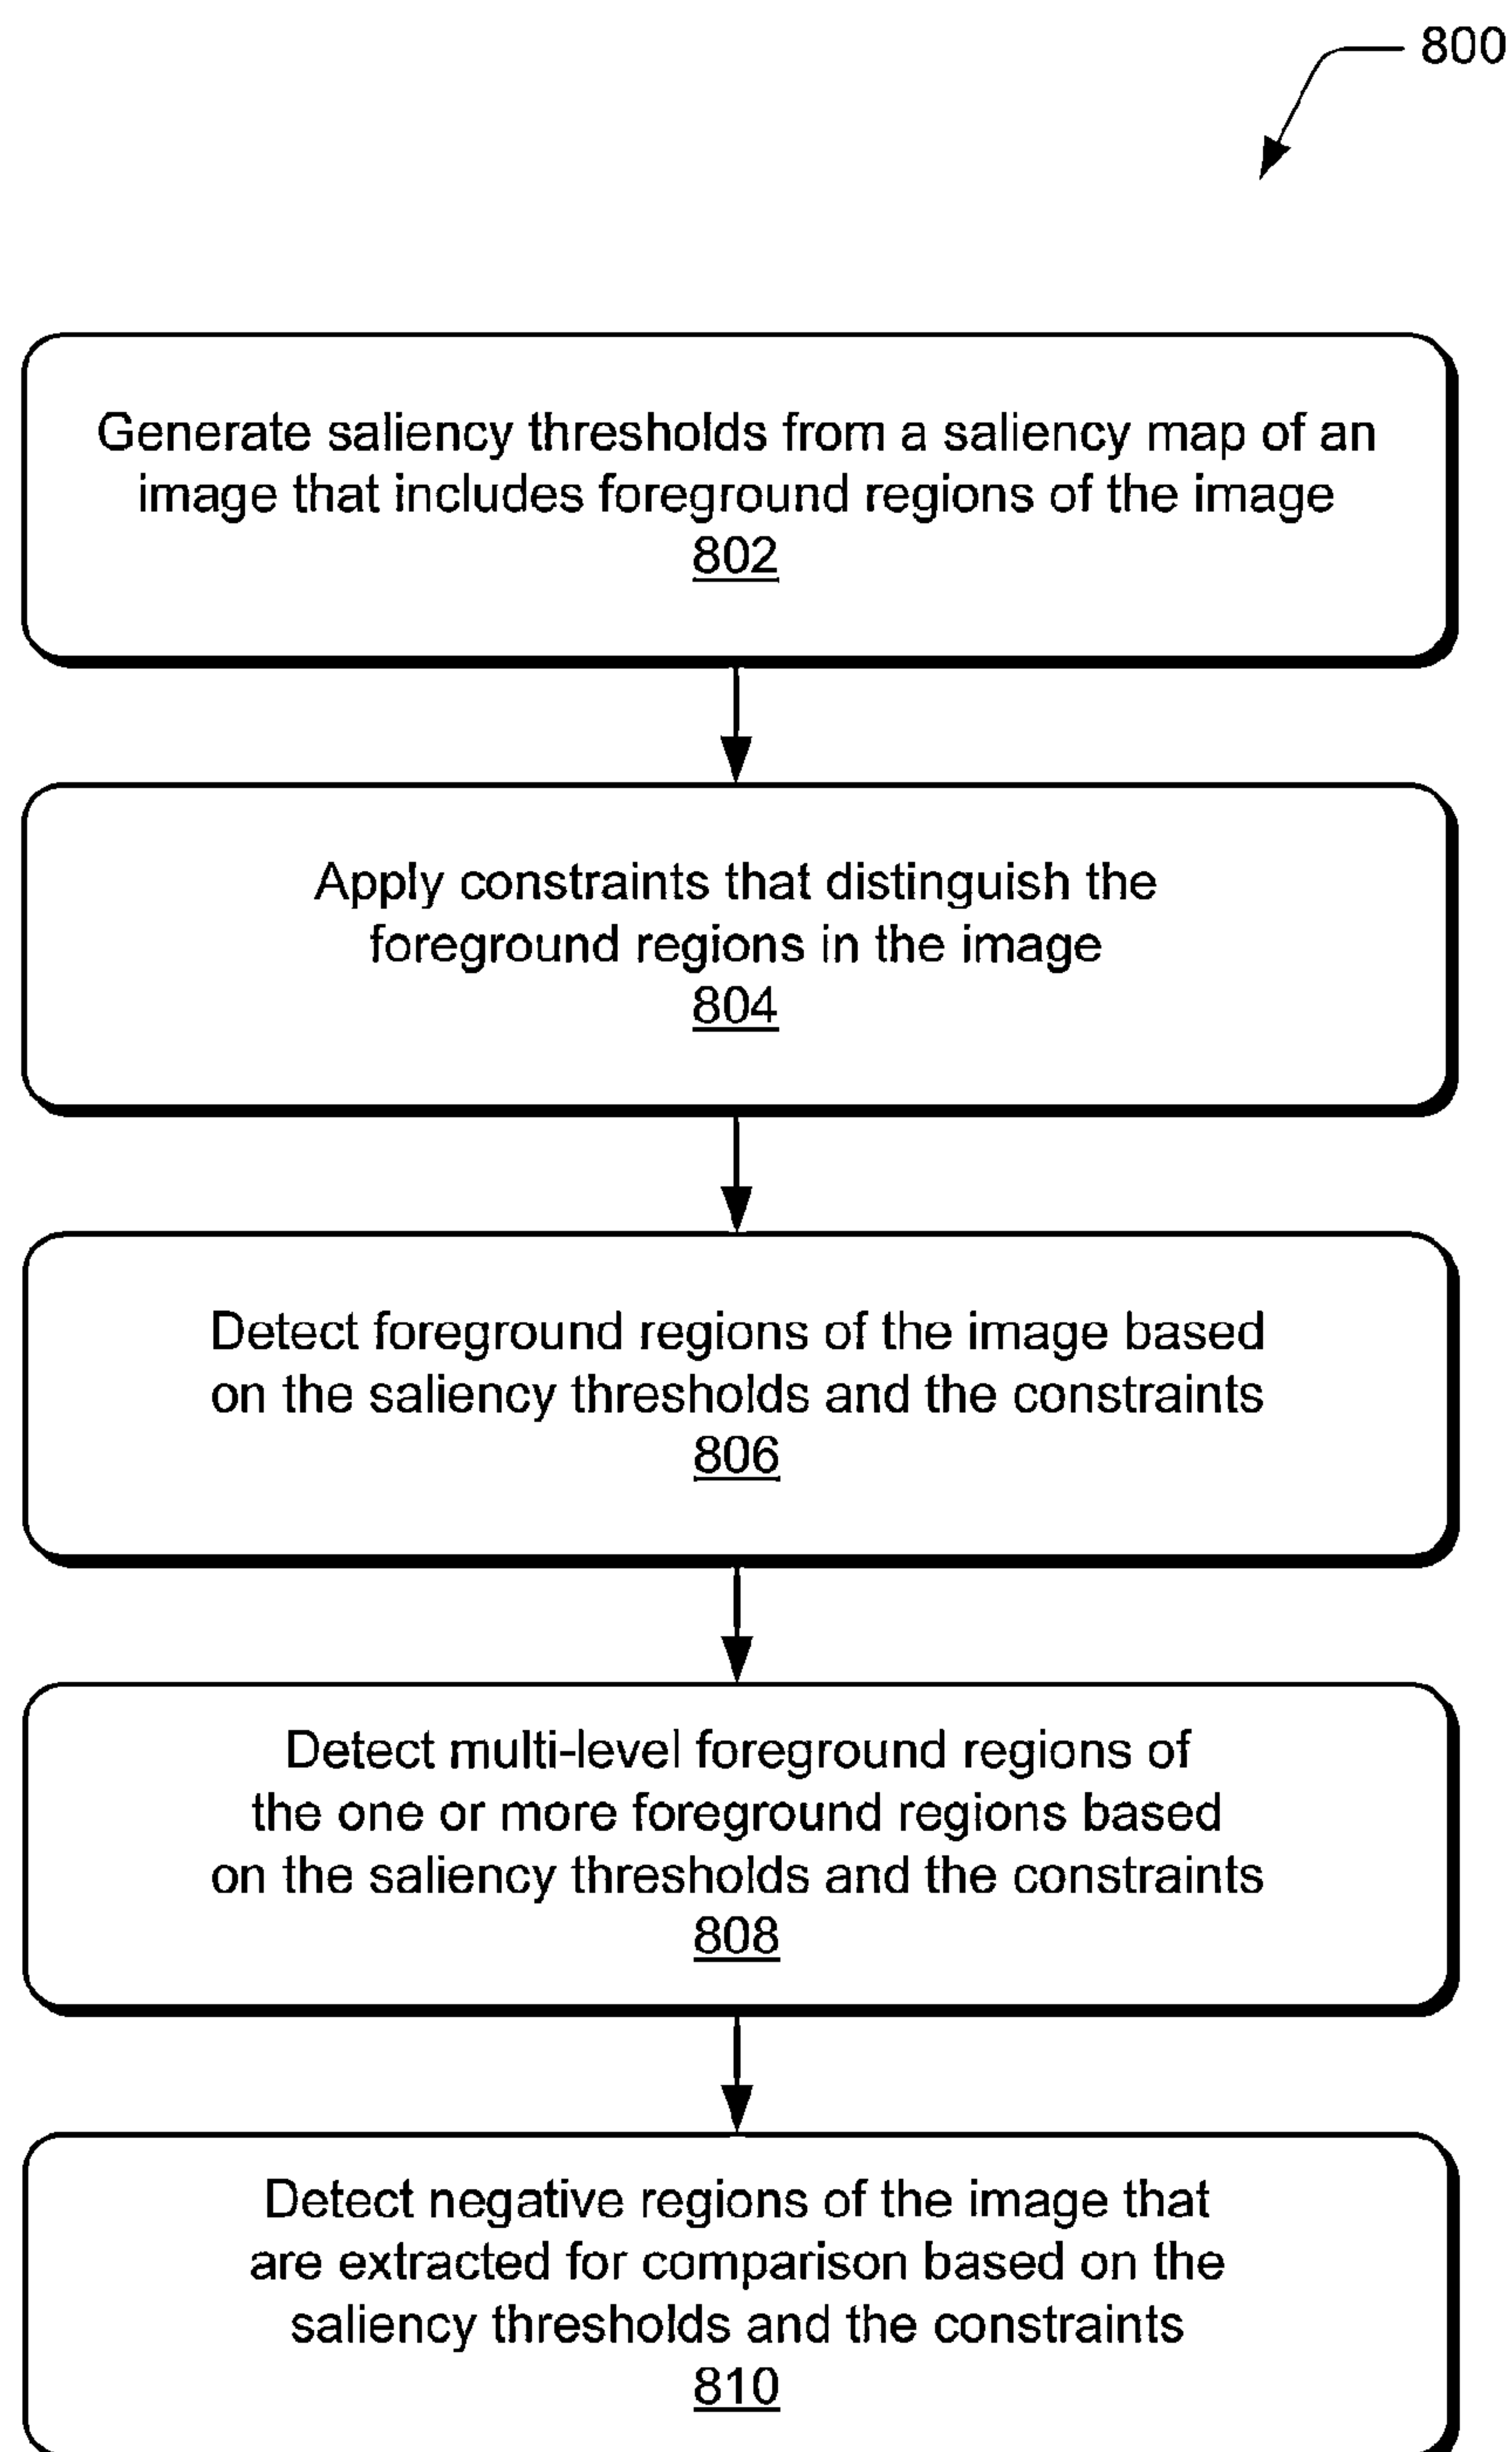 800
Generate saliency thresholds from a saliency map of an
image that includes foreground regions of the image
802
Apply constraints that distinguish the
foreground regions in the image
804
Detect foreground regions of the image based
on the saliency thresholds and the constraints
806
Detect multi-level foreground regions of
the one or more foreground regions based
on the saliency thresholds and the constraints
808
Detect negative regions of the image that
are extracted for comparison based on the
saliency thresholds and the constraints
810